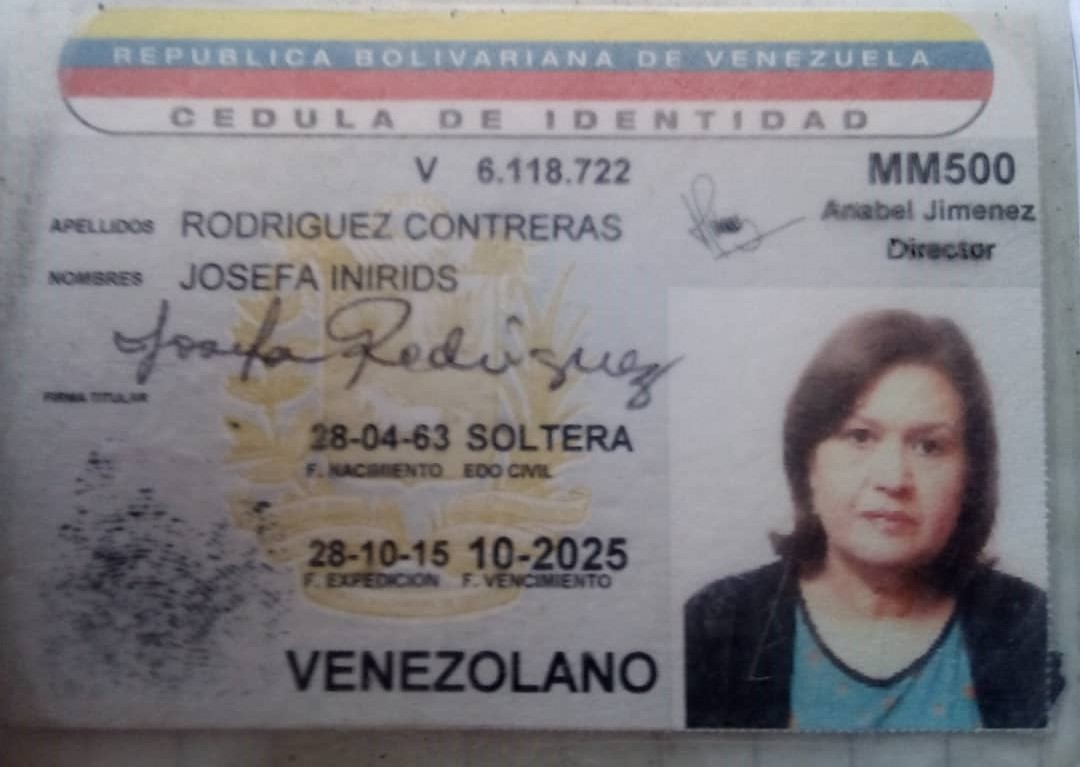 REPUBLICA BOLIVARIANA DE VENEZUELA
CEDULA DE IDENTIDAD
V 6.118.722
MM500
Anabel Jimenez
Director
APELLIDOS RODRIGUEZ CONTRERAS
NOMBRES JOSEFA INIRIDS
Josefa Rodríguez
FIRMA TITULAR
28-04-63 SOLTERA
F. NACIMIENTO EDO CIVIL
28-10-15 10-2025
F. EXPEDICION F. VENCIMIENTO
VENEZOLANO